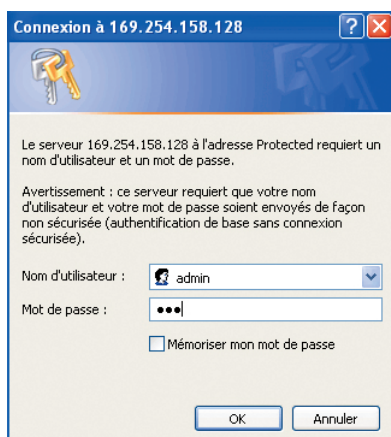 Connexion à 169.254.158.128
Le serveur 169.254.158.128 à l'adresse Protected requiert un
nom d'utilisateur et un mot de passe.
Avertissement : ce serveur requiert que votre nom
d'utilisateur et votre mot de passe soient envoyés de façon
non sécurisée (authentification de base sans connexion
sécurisée).
Nom d'utilisateur : admin
Mot de passe : •••
Mémoriser mon mot de passe
OK Annuler